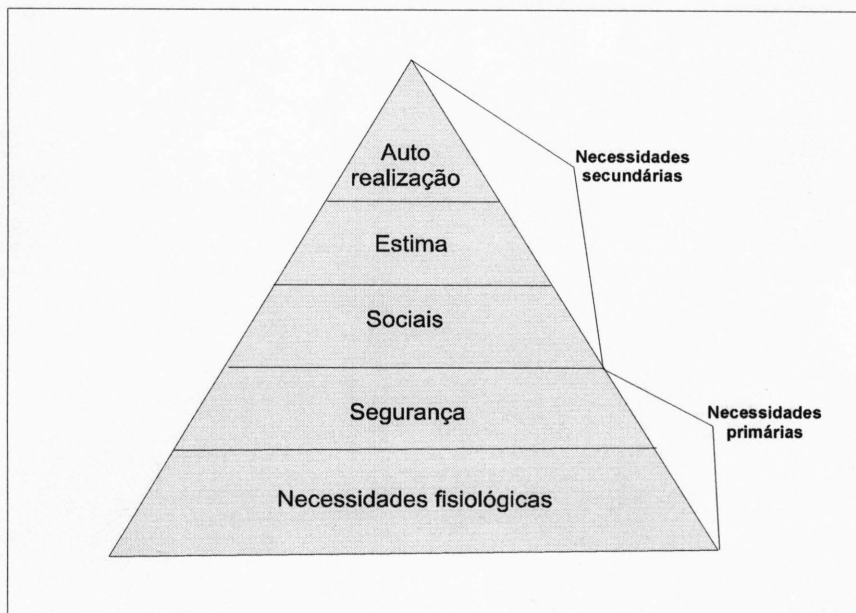 Auto
realização
Estima
Sociais
Segurança
Necessidades fisiológicas
Necessidades
secundárias
Necessidades
primárias